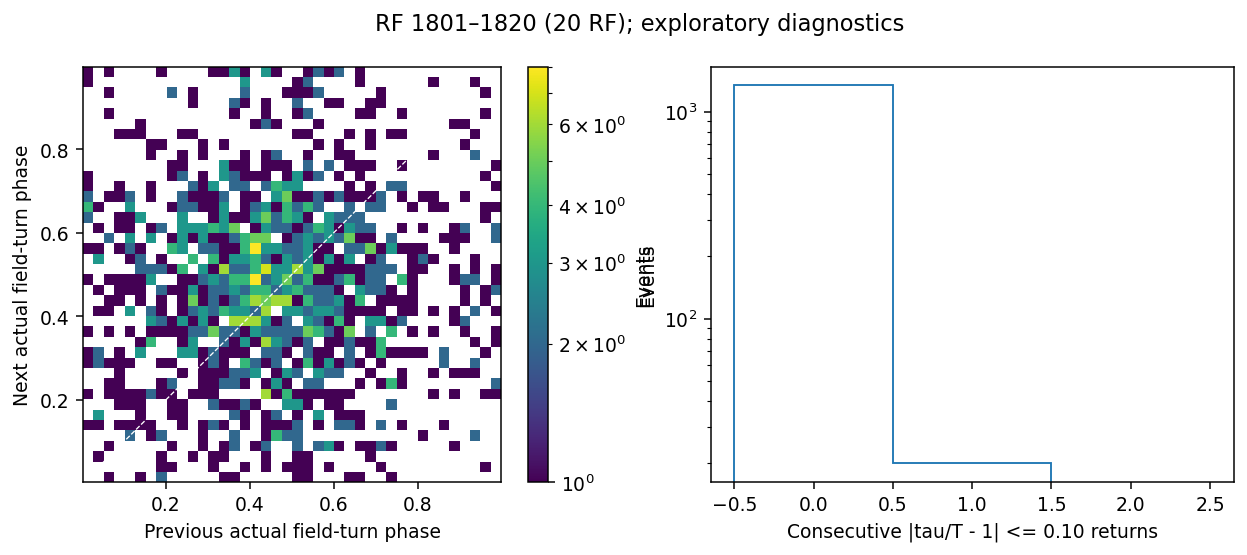 RF 1801–1820 (20 RF); exploratory diagnostics
Next actual field-turn phase
0.8
0.6
0.4
0.2
0.2 0.4 0.6 0.8
Previous actual field-turn phase
6 × 10⁰
4 × 10⁰
3 × 10⁰
2 × 10⁰
10⁰
Events
Events
10³
10²
−0.5 0.0 0.5 1.0 1.5 2.0 2.5
Consecutive |tau/T - 1| <= 0.10 returns